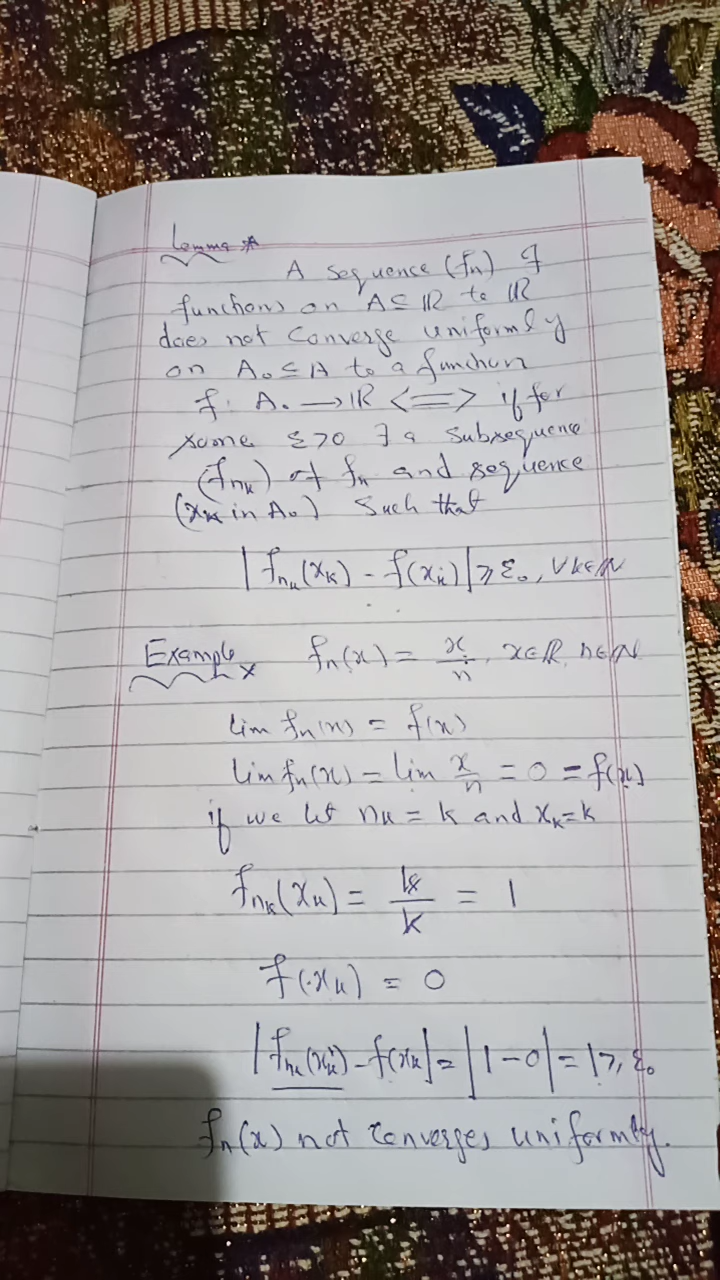 Lemma *
A sequence (fn) of
functions on A⊆ℝ to ℝ
does not Converge uniformly
on A₀⊆A to a function
f: A₀ → ℝ <=> if for
some ε>0 ∃ a subsequence
(fnₖ) of fn and sequence
(xₖ in A₀) Such that
|fnₖ(xₖ) - f(xₖ)| ≥ ε₀, ∀ k∈ℕ
Example fn(x) = x/n, x∈ℝ, n∈ℕ
lim fn(x) = f(x)
lim fn(x) = lim x/n = 0 = f(x)
if we let nₖ = k and xₖ=k
fnₖ(xₖ) = k/k = 1
f(xₖ) = 0
|fnₖ(xₖ) - f(xₖ)| = |1-0| = 1 ≥ ε₀
fn(x) not Converges uniformly.